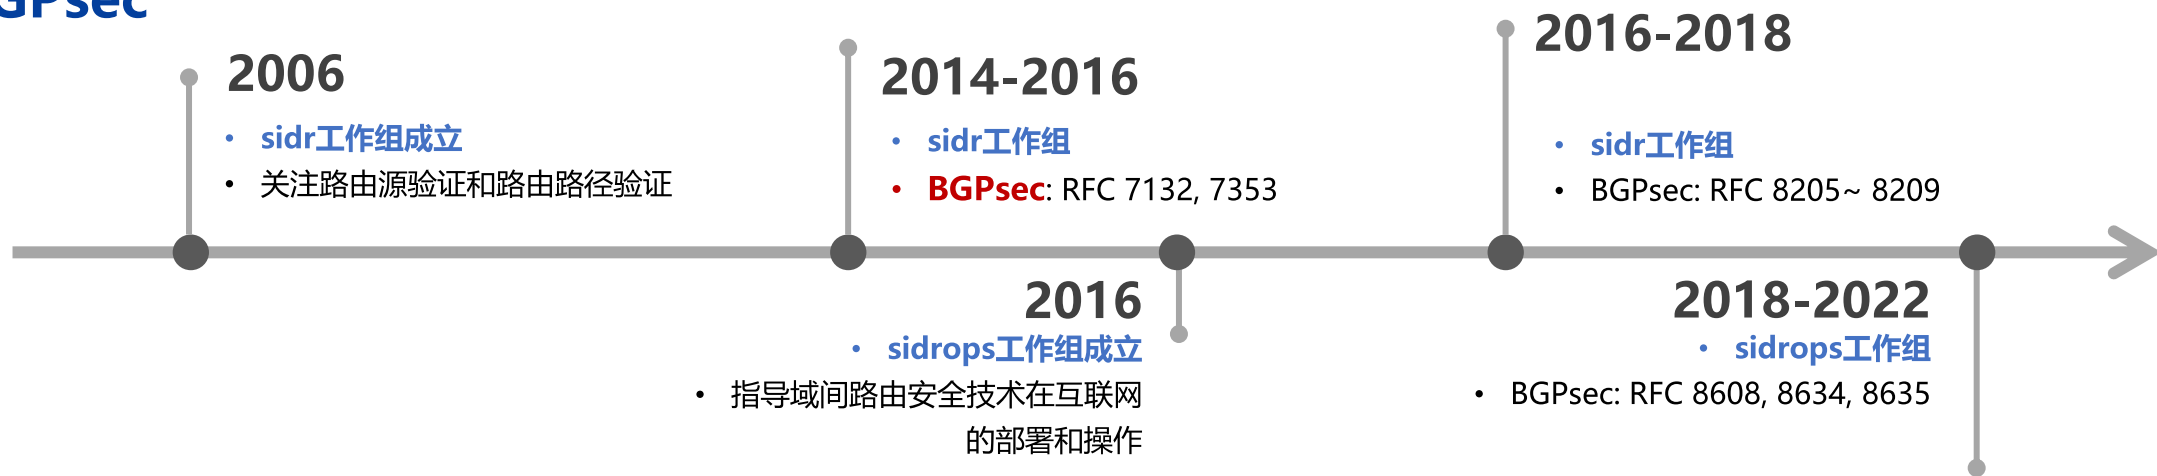 BGPsec
2006
• sidr工作组成立
• 关注路由源验证和路由路径验证
2014-2016
• sidr工作组
• BGPsec: RFC 7132, 7353
2016
• sidrops工作组成立
• 指导域间路由安全技术在互联网
的部署和操作
2016-2018
• sidr工作组
• BGPsec: RFC 8205~ 8209
2018-2022
• sidrops工作组
• BGPsec: RFC 8608, 8634, 8635